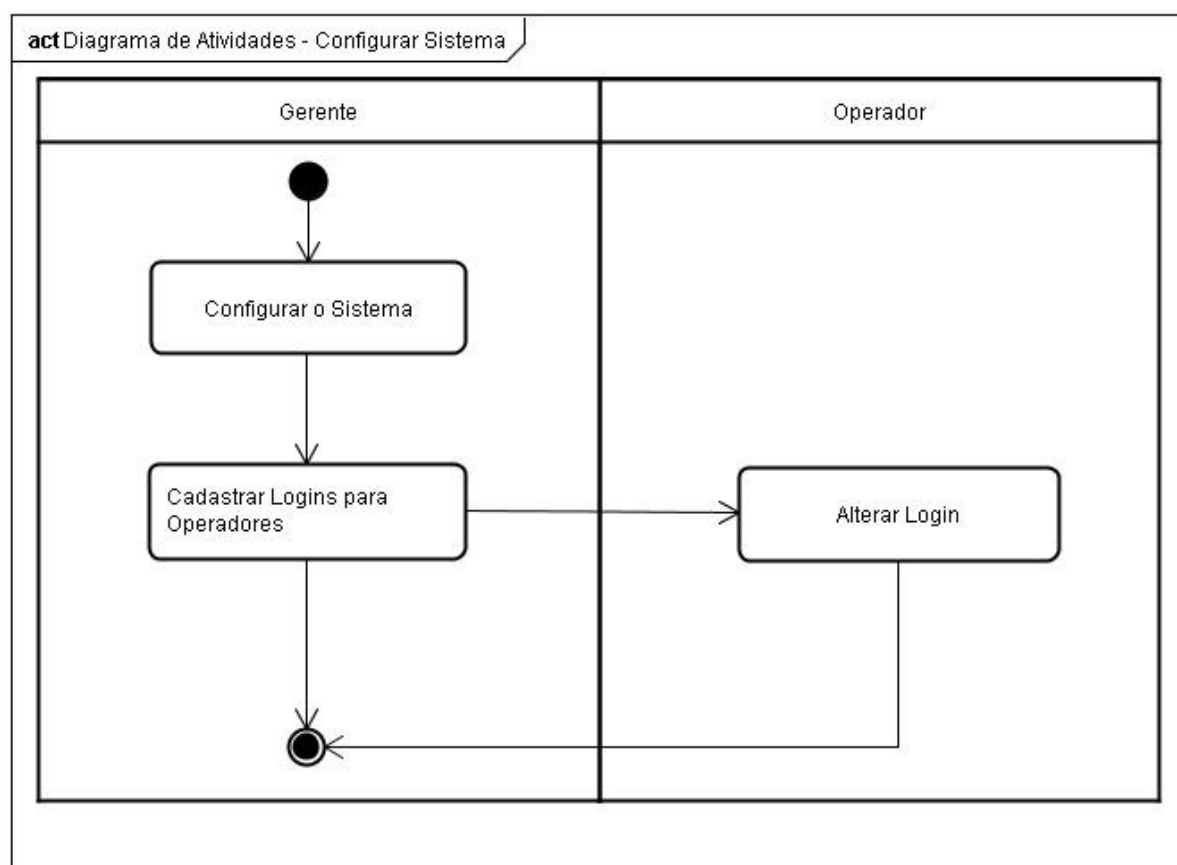 act Diagrama de Atividades - Configurar Sistema
Gerente
Operador
Configurar o Sistema
Cadastrar Logins para
Operadores
Alterar Login